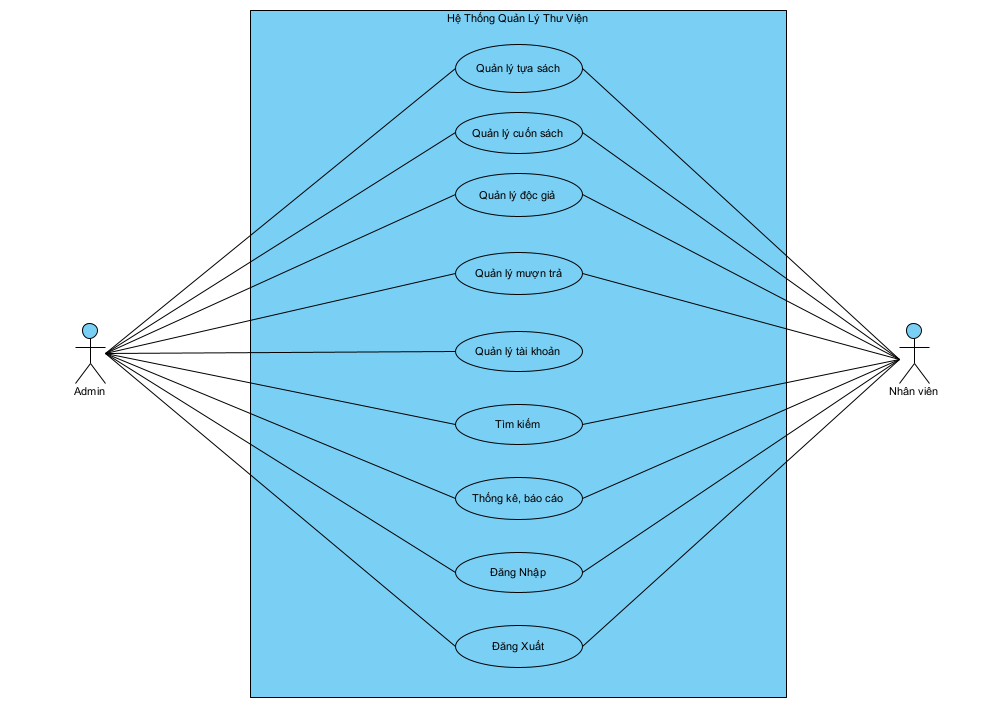 Hệ Thống Quản Lý Thư Viện
Quản lý tựa sách
Quản lý cuốn sách
Quản lý độc giả
Quản lý mượn trả
Quản lý tài khoản
Tìm kiếm
Thống kê, báo cáo
Đăng Nhập
Đăng Xuất
Admin
Nhân viên